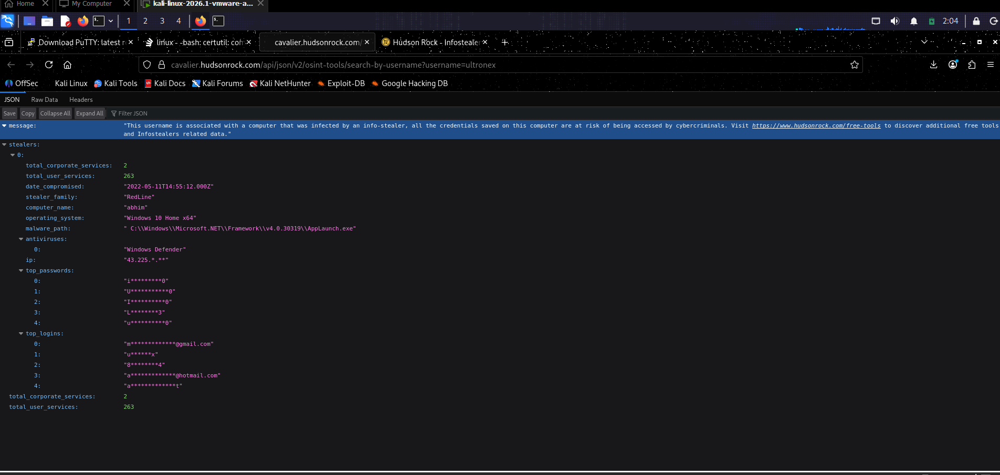 Home
My Computer
kali-linux-2026.1-vmware-a...
1 2 3 4
2:04
Download PuTTY: latest r
linux - -bash: certutil: com
cavalier.hudsonrock.com/
Hudson Rock - Infostealer
cavalier.hudsonrock.com/api/json/v2/osint-tools/search-by-username?username=ultronex
OffSec Kali Linux Kali Tools Kali Docs Kali Forums Kali NetHunter Exploit-DB Google Hacking DB
JSON Raw Data Headers
Save Copy Collapse All Expand All Filter JSON
message: "This username is associated with a computer that was infected by an info-stealer, all the credentials saved on this computer are at risk of being accessed by cybercriminals. Visit https://www.hudsonrock.com/free-tools to discover additional free tools
and Infostealers related data."
stealers:
0:
total_corporate_services: 2
total_user_services: 263
date_compromised: "2022-05-11T14:55:12.000Z"
stealer_family: "RedLine"
computer_name: "abhim"
operating_system: "Windows 10 Home x64"
malware_path: " C:\\Windows\\Microsoft.NET\\Framework\\v4.0.30319\\AppLaunch.exe"
antiviruses:
0: "Windows Defender"
ip: "43.225.*.**"
top_passwords:
0: "i*********0"
1: "U***********0"
2: "I**********0"
3: "L********3"
4: "u**********0"
top_logins:
0: "m*************@gmail.com"
1: "u******x"
2: "8********4"
3: "a*************@hotmail.com"
4: "a*************t"
total_corporate_services: 2
total_user_services: 263